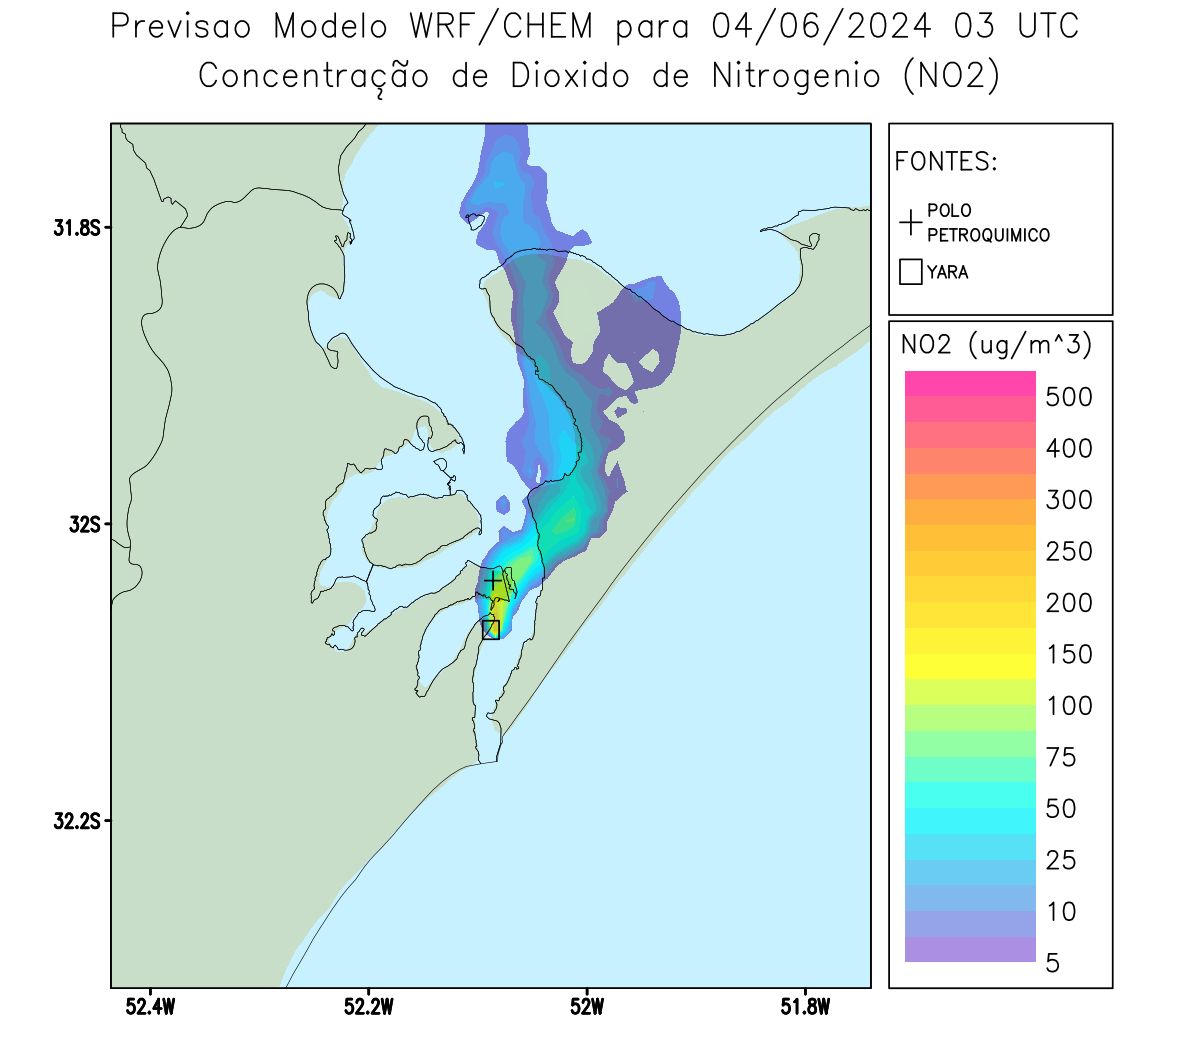 Previsao Modelo WRF/CHEM para 04/06/2024 03 UTC
Concentração de Dioxido de Nitrogenio (NO2)
FONTES:
POLO
PETROQUIMICO
YARA
NO2 (ug/m^3)
500
400
300
250
200
150
100
75
50
25
10
5
31.8S
32S
32.2S
52.4W
52.2W
52W
51.8W